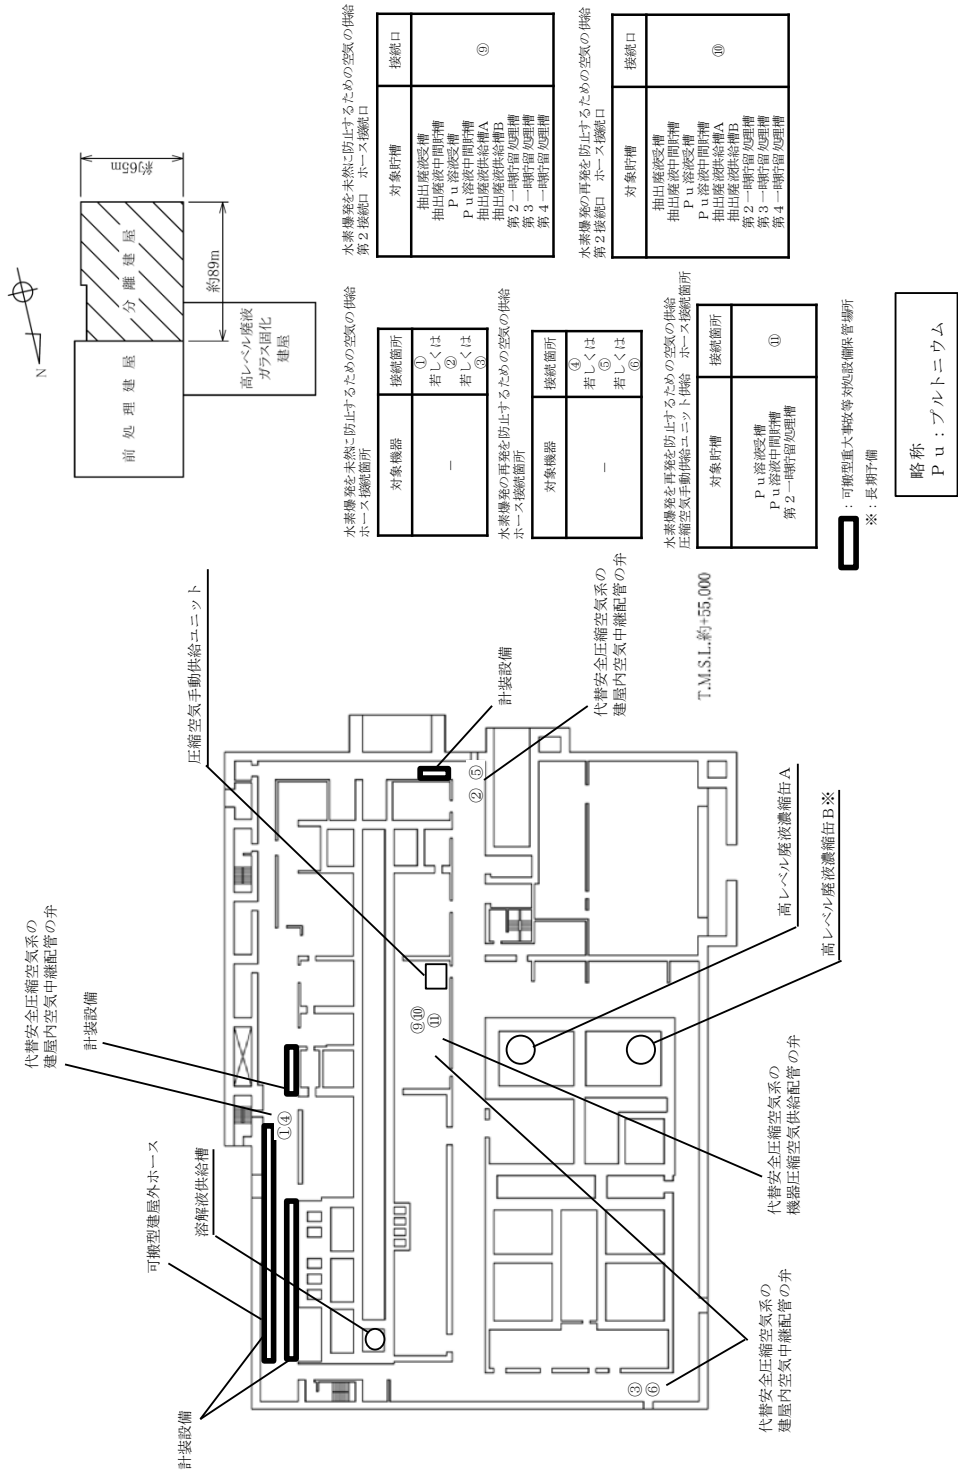 N
前処理建屋
分離建屋
高レベル廃液
ガラス固化
建屋
約65m
約89m
圧縮空気手動供給ユニット
代替安全圧縮空気系の
建屋内空気中継配管の弁
計装設備
可搬型建屋外ホース
溶解液供給槽
計装設備
①④
計装設備
②⑤
代替安全圧縮空気系の
建屋内空気中継配管の弁
⑨⑩
⑪
③
⑥
T.M.S.L.約+55,000
高レベル廃液濃縮缶A
高レベル廃液濃縮缶B※
代替安全圧縮空気系の
機器圧縮空気供給配管の弁
代替安全圧縮空気系の
建屋内空気中継配管の弁
水素爆発を未然に防止するための空気の供給
ホース接続箇所
対象機器 接続箇所
－ ①
若しくは
②
若しくは
③
水素爆発の再発を防止するための空気の供給
ホース接続箇所
対象機器 接続箇所
－ ④
若しくは
⑤
若しくは
⑥
水素爆発を再発を防止するための空気の供給
圧縮空気手動供給ユニット供給　ホース接続箇所
対象貯槽 接続箇所
Pu溶液受槽
Pu溶液中間貯槽
第2一時貯留処理槽
⑪
水素爆発を未然に防止するための空気の供給
第2接続口　ホース接続口
対象貯槽 接続口
抽出廃液受槽
抽出廃液中間貯槽
Pu溶液受槽
Pu溶液中間貯槽
抽出廃液供給槽A
抽出廃液供給槽B
第2一時貯留処理槽
第3一時貯留処理槽
第4一時貯留処理槽
⑨
水素爆発の再発を防止するための空気の供給
第2接続口　ホース接続口
対象貯槽 接続口
抽出廃液受槽
抽出廃液中間貯槽
Pu溶液受槽
Pu溶液中間貯槽
抽出廃液供給槽A
抽出廃液供給槽B
第2一時貯留処理槽
第3一時貯留処理槽
第4一時貯留処理槽
⑩
：可搬型重大事故等対処設備保管場所
※：長期予備
略称
Pu：プルトニウム